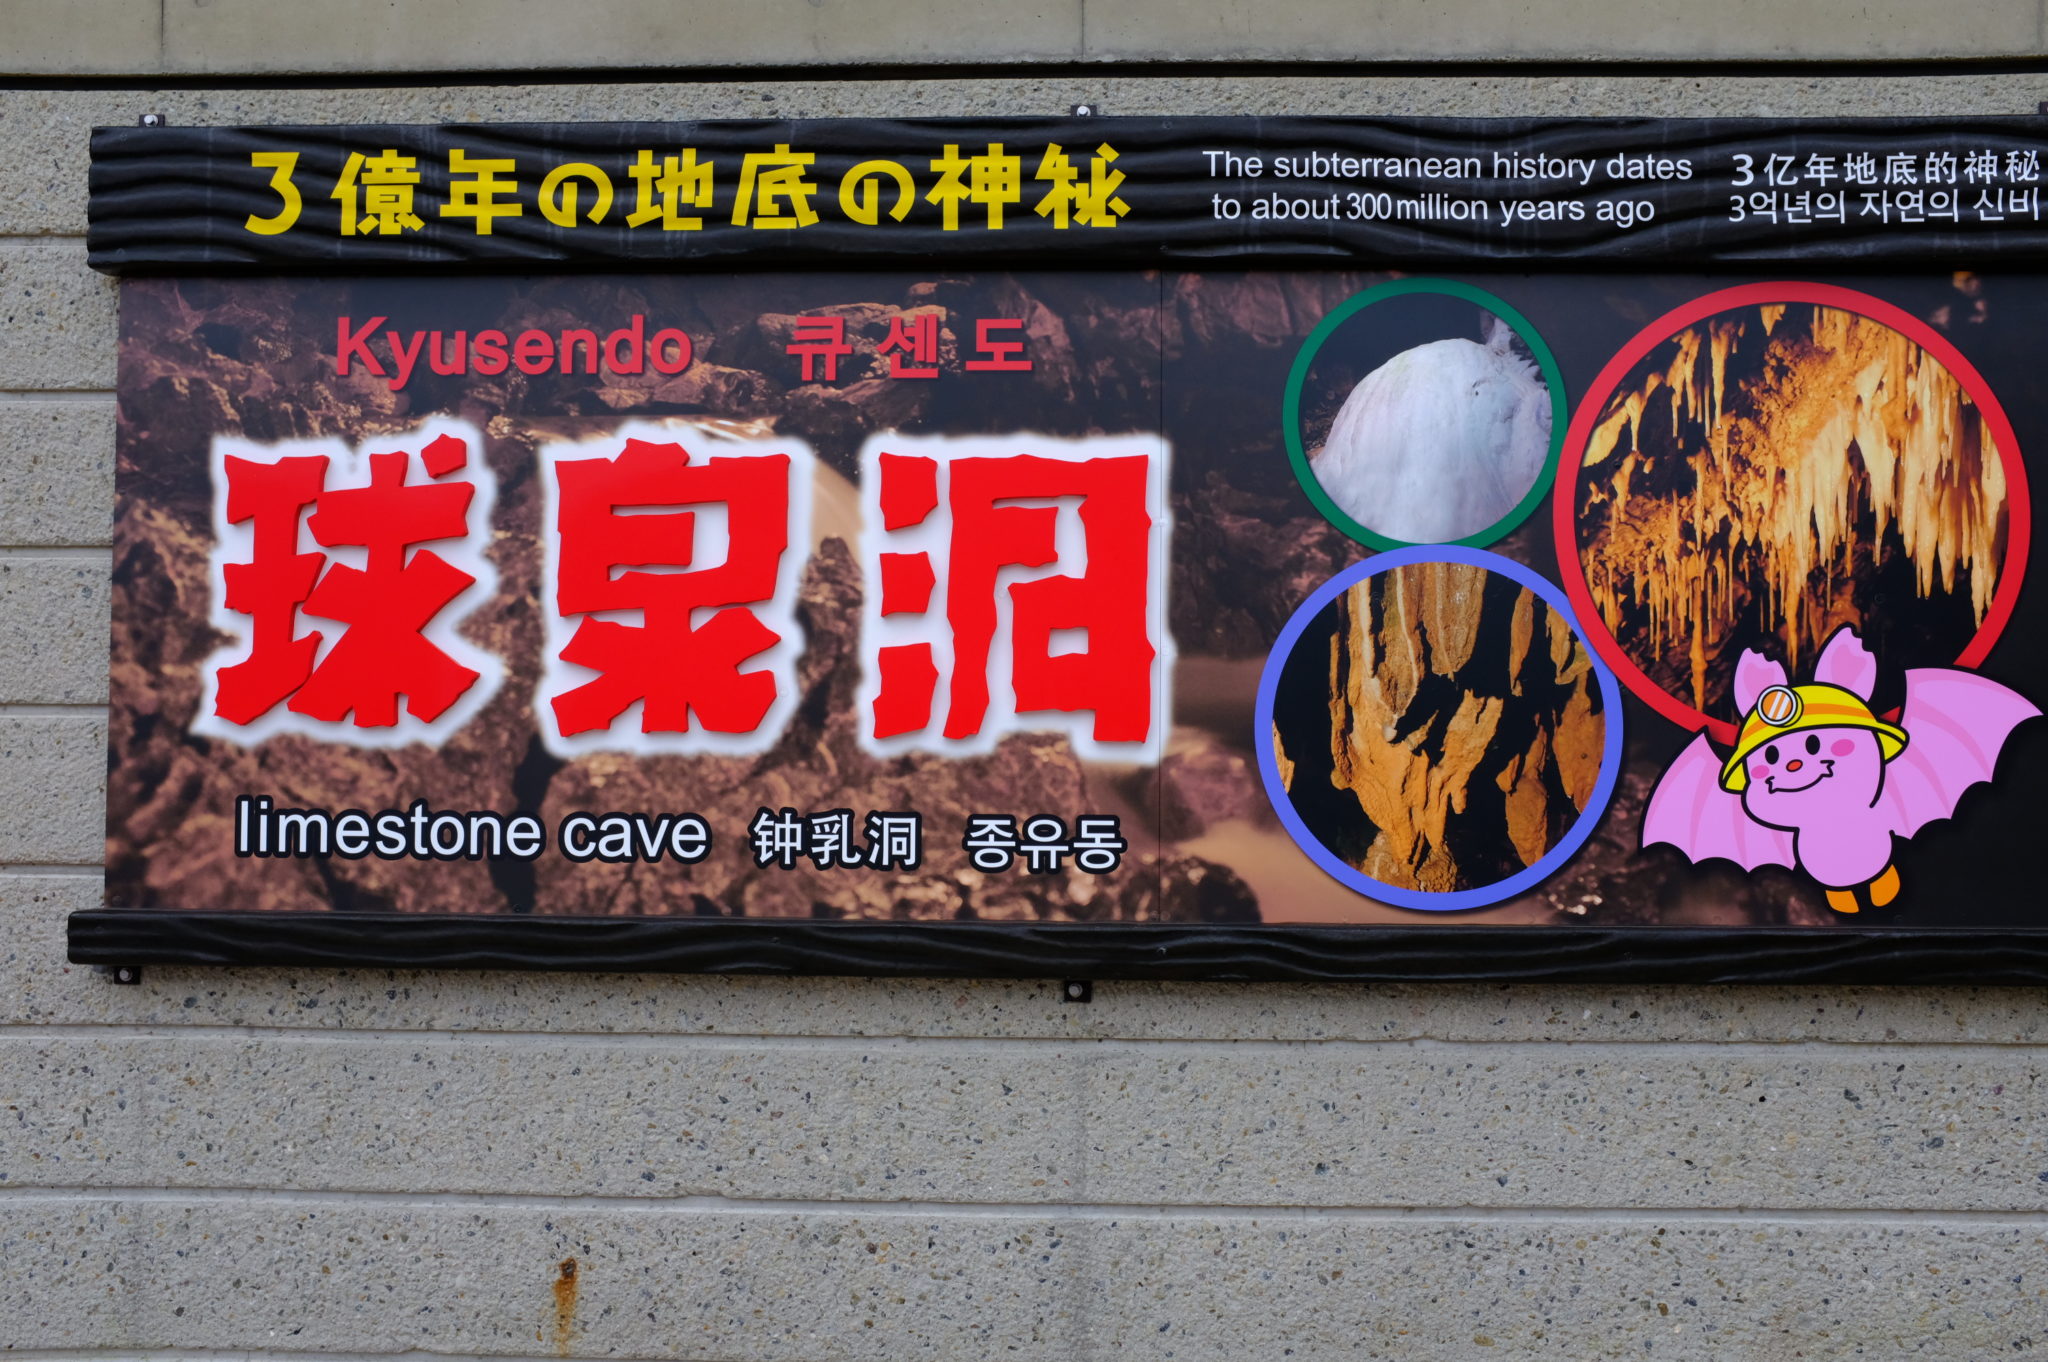 3億年の地底の神秘
The subterranean history dates
to about 300 million years ago
3亿年地底的神秘
3억년의 자연의 신비
Kyusendo 큐센도
球泉洞
limestone cave 钟乳洞 종유동